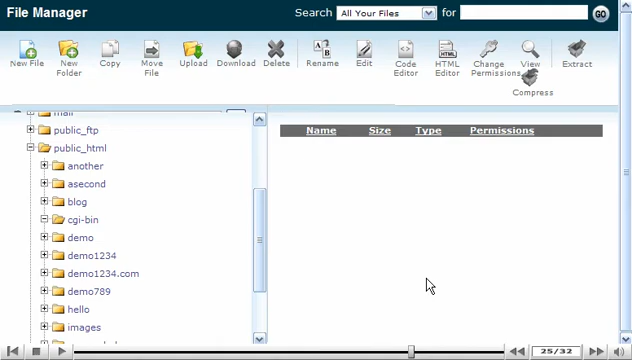 File Manager
Search All Your Files for GO
New File
New Folder
Copy
Move File
Upload
Download
Delete
Rename
Edit
Code Editor
HTML Editor
Change Permissions
View
Extract
Compress
Name Size Type Permissions
mail
public_ftp
public_html
another
asecond
blog
cgi-bin
demo
demo1234
demo1234.com
demo789
hello
images
25/32